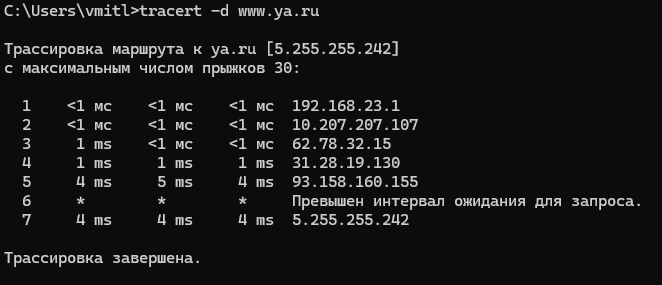 C:\Users\vmitl>tracert -d www.ya.ru
Трассировка маршрута к ya.ru [5.255.255.242]
с максимальным числом прыжков 30:
1 <1 мс <1 мс <1 мс 192.168.23.1
2 <1 мс <1 мс <1 мс 10.207.207.107
3 1 ms <1 мс <1 мс 62.78.32.15
4 1 ms 1 ms 1 ms 31.28.19.130
5 4 ms 5 ms 4 ms 93.158.160.155
6 * * * Превышен интервал ожидания для запроса.
7 4 ms 4 ms 4 ms 5.255.255.242
Трассировка завершена.